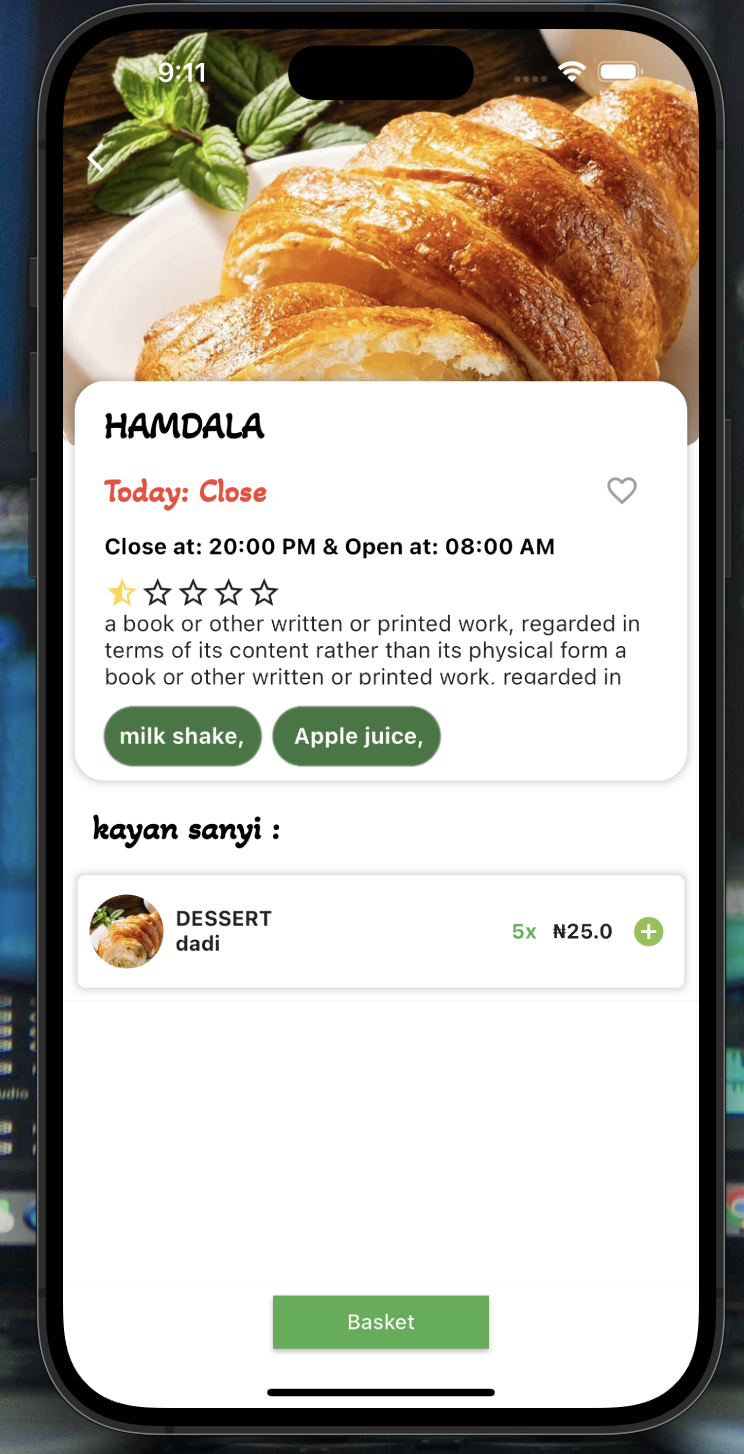 9:11
HAMDALA
Today: Close
Close at: 20:00 PM & Open at: 08:00 AM
a book or other written or printed work, regarded in
terms of its content rather than its physical form a
book or other written or printed work, regarded in
milk shake,
Apple juice,
kayan sanyi :
DESSERT
dadi
5x ₦25.0
Basket